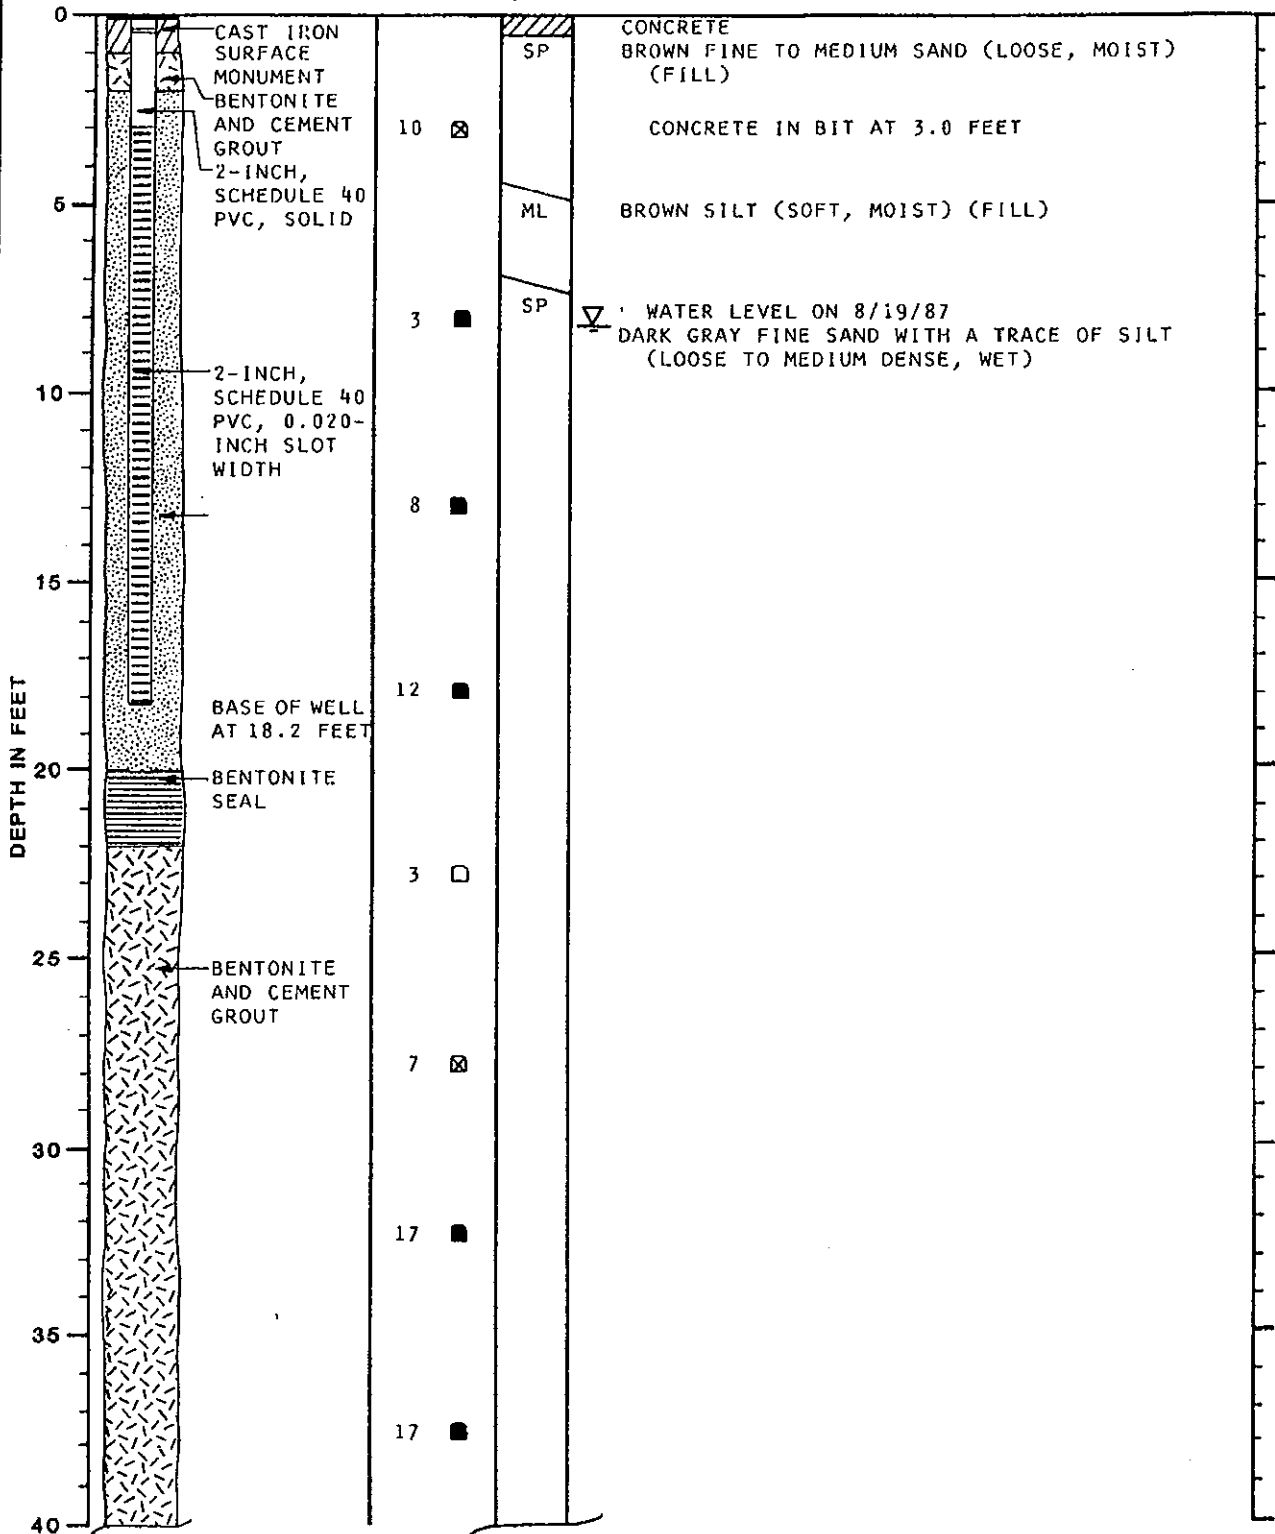 DEPTH IN FEET
0
5
10
15
20
25
30
35
40
CAST IRON
SURFACE
MONUMENT
BENTONITE
AND CEMENT
GROUT
2-INCH,
SCHEDULE 40
PVC, SOLID
2-INCH,
SCHEDULE 40
PVC, 0.020-
INCH SLOT
WIDTH
BASE OF WELL
AT 18.2 FEET
BENTONITE
SEAL
BENTONITE
AND CEMENT
GROUT
10
3
8
12
3
7
17
17
SP
ML
SP
CONCRETE
BROWN FINE TO MEDIUM SAND (LOOSE, MOIST)
(FILL)
CONCRETE IN BIT AT 3.0 FEET
BROWN SILT (SOFT, MOIST) (FILL)
WATER LEVEL ON 8/19/87
DARK GRAY FINE SAND WITH A TRACE OF SILT
(LOOSE TO MEDIUM DENSE, WET)